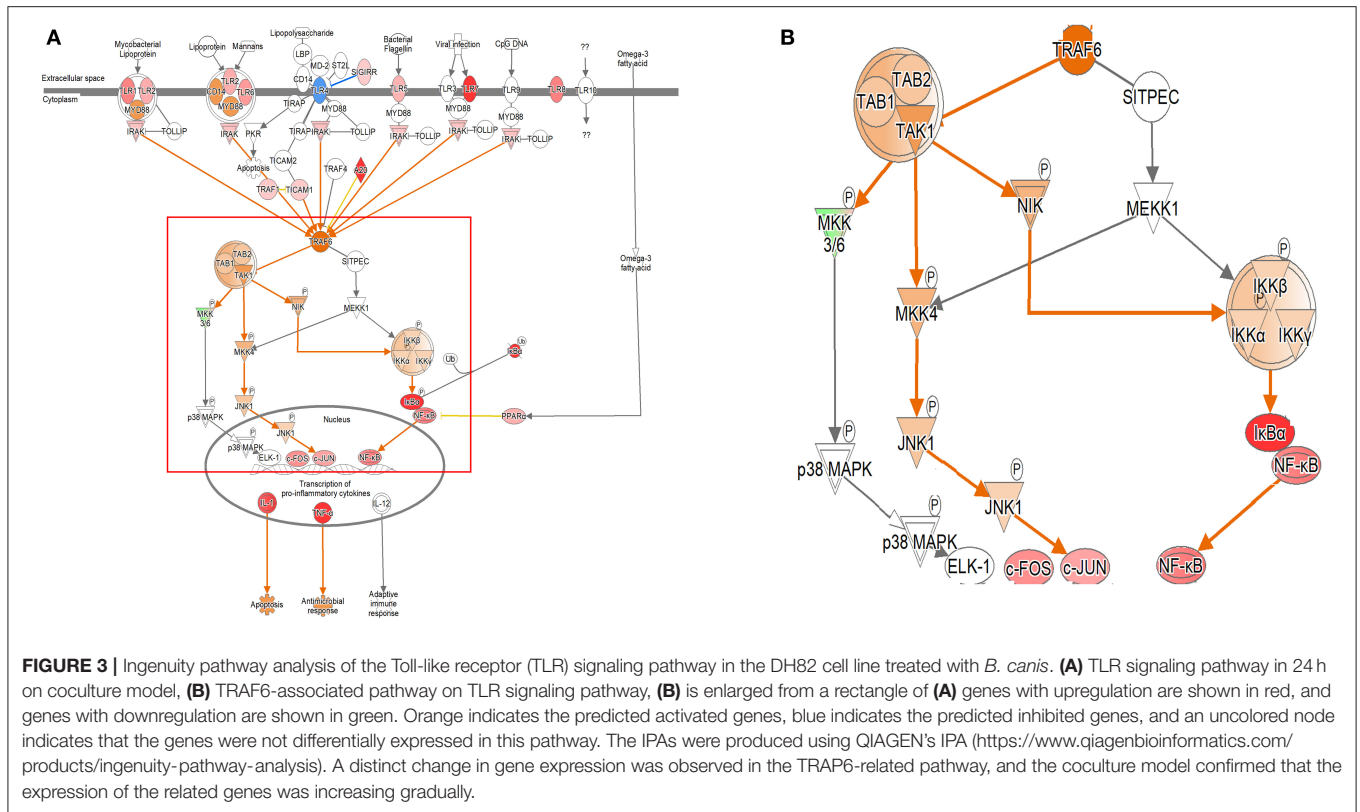 A
Mycobacterial
Lipoprotein
Lipoprotein
Mannans
Lipopolysaccharide
LBP
MD-2
ST2L
Bacterial
Flagellin
Viral infection
CpG DNA
??
Omega-3
fatty acid
Extracellular space
Cytoplasm
TLR1
TLR2
MYD88
IRAK
TOLLIP
CD14
TLR2
TLR6
MYD88
IRAK
TOLLIP
CD14
TLR4
SIGIRR
TIRAP
MYD88
PKR
TIRAP
IRAK
TOLLIP
TLR5
MYD88
IRAK
TOLLIP
TLR3
TLR7
MYD88
IRAK
TOLLIP
TLR9
MYD88
IRAK
TOLLIP
TLR8
TLR10
??
Apoptosis
TICAM2
TRAF1
TICAM1
TRAF4
A20
TRAF6
TAB2
TAB1
TAK1
SITPEC
P
MKK
3/6
P
NIK
MEKK1
P
MKK4
P
IKKβ
P
IKKα
IKKγ
Ub
Ub
IκBα
Omega-3
fatty acid
P
p38 MAPK
P
JNK1
P
IκBα
NF-κB
PPARα
Nucleus
P
p38 MAPK
P
JNK1
ELK-1
c-FOS
c-JUN
NF-κB
Transcription of
pro-inflammatory cytokines
IL-1
TNF-α
IL-12
Apoptosis
Antimicrobial
response
Adaptive
immune
response
B
TRAF6
TAB2
TAB1
TAK1
SITPEC
P
MKK
3/6
P
NIK
MEKK1
P
MKK4
P
IKKβ
P
IKKα
IKKγ
P
p38 MAPK
P
JNK1
IκBα
NF-κB
P
p38 MAPK
P
JNK1
ELK-1
c-FOS
c-JUN
NF-κB
FIGURE 3 | Ingenuity pathway analysis of the Toll-like receptor (TLR) signaling pathway in the DH82 cell line treated with B. canis. (A) TLR signaling pathway in 24 h
on coculture model, (B) TRAF6-associated pathway on TLR signaling pathway, (B) is enlarged from a rectangle of (A) genes with upregulation are shown in red, and
genes with downregulation are shown in green. Orange indicates the predicted activated genes, blue indicates the predicted inhibited genes, and an uncolored node
indicates that the genes were not differentially expressed in this pathway. The IPAs were produced using QIAGEN's IPA (https://www.qiagenbioinformatics.com/
products/ingenuity-pathway-analysis). A distinct change in gene expression was observed in the TRAP6-related pathway, and the coculture model confirmed that the
expression of the related genes was increasing gradually.